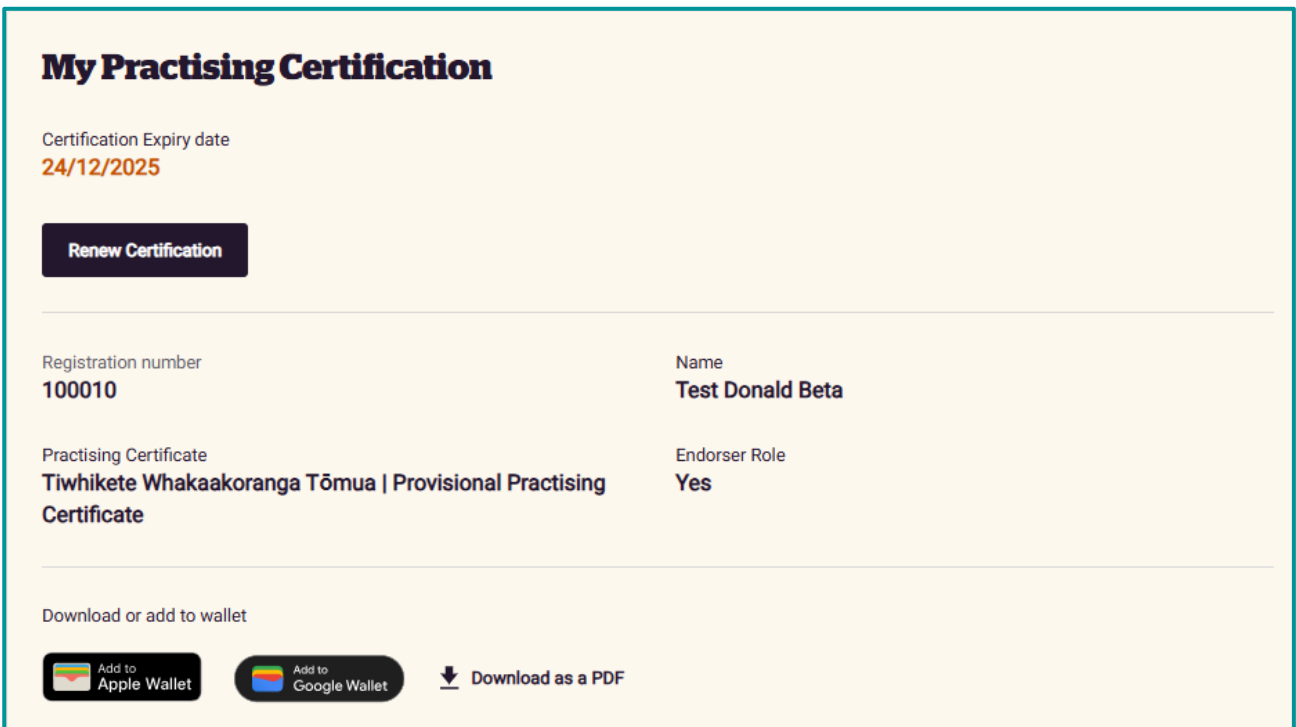 My Practising Certification
Certification Expiry date
24/12/2025
Renew Certification
Registration number
100010
Name
Test Donald Beta
Practising Certificate
Tiwhikete Whakaakoranga Tōmua | Provisional Practising
Certificate
Endorser Role
Yes
Download or add to wallet
Add to
Apple Wallet
Add to
Google Wallet
Download as a PDF